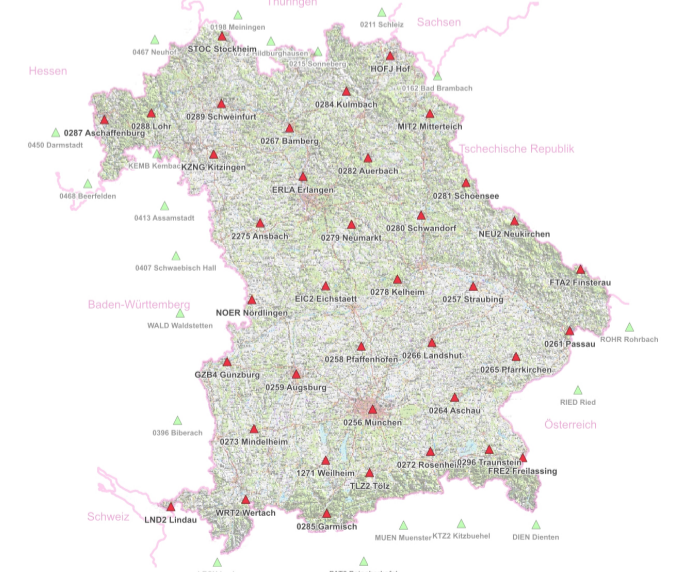 Thüringen
0211 Schleiz
0198 Meiningen
Sachsen
0467 Neuhof
STOC Stockheim
0215 Sonneberg
HOFJ Hof
Hessen
0162 Bad Brambach
0284 Kulmbach
0289 Schweinfurt
0288 Lohr
MIT2 Mitterteich
0287 Aschaffenburg
0267 Bamberg
0450 Darmstadt
Tschechische Republik
KZNG Kitzingen
0282 Auerbach
ERLA Erlangen
0468 Beerfelden
0281 Schoensee
0413 Assamstadt
0280 Schwandorf
2275 Ansbach
0279 Neumarkt
NEU2 Neukirchen
0407 Schwaebisch Hall
FTA2 Finsterau
0278 Kelheim
EIC2 Eichstaett
0257 Straubing
Baden-Württemberg
NOER Nördlingen
WALD Waldstetten
ROHR Rohrbach
0261 Passau
0258 Pfaffenhofen
0266 Landshut
0265 Pfarrkirchen
GZB4 Günzburg
0259 Augsburg
RIED Ried
0264 Aschau
0256 München
Österreich
0396 Biberach
0273 Mindelheim
0272 Rosenheim
0296 Traunstein
FRE2 Freilassing
1271 Weilheim
TLZ2 Tölz
WRT2 Wertach
Schweiz
LND2 Lindau
0285 Garmisch
MUEN Muenster
KTZ2 Kitzbuehel
DIEN Dienten